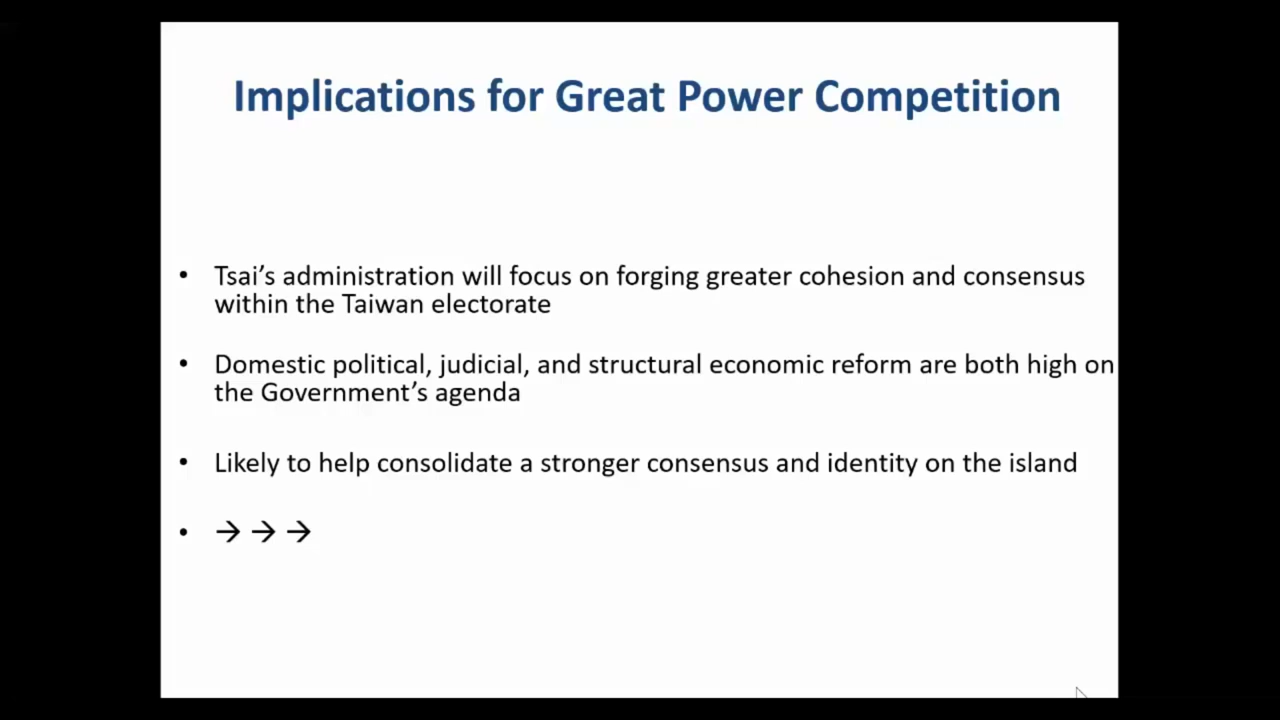 Implications for Great Power Competition
• Tsai’s administration will focus on forging greater cohesion and consensus
within the Taiwan electorate
• Domestic political, judicial, and structural economic reform are both high on
the Government’s agenda
• Likely to help consolidate a stronger consensus and identity on the island
• → → →